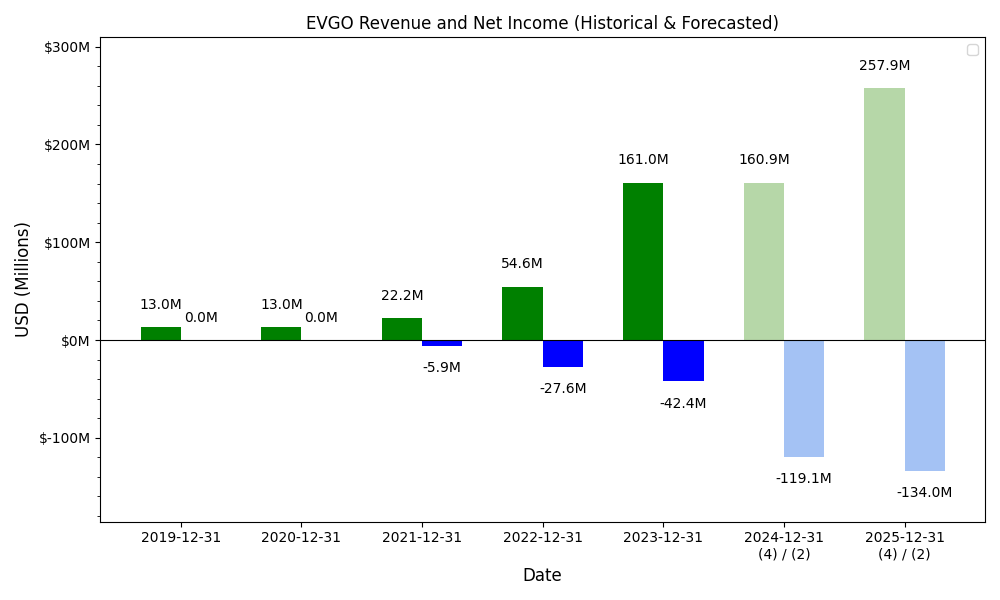 EVGO Revenue and Net Income (Historical & Forecasted)
USD (Millions)
$300M
$200M
$100M
$0M
$-100M
13.0M
0.0M
13.0M
0.0M
22.2M
-5.9M
54.6M
-27.6M
161.0M
-42.4M
160.9M
-119.1M
257.9M
-134.0M
2019-12-31
2020-12-31
2021-12-31
2022-12-31
2023-12-31
2024-12-31
(4) / (2)
2025-12-31
(4) / (2)
Date